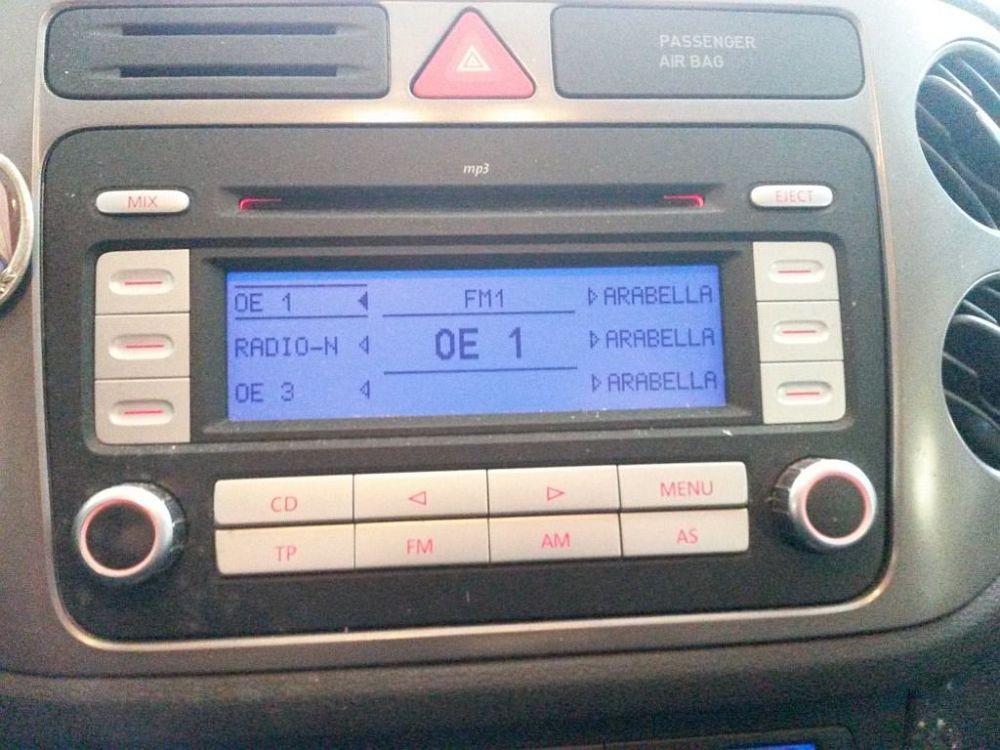 PASSENGER
AIR BAG
mp3
MIX
EJECT
OE 1 FM1 ARABELLA
RADIO-N OE 1 ARABELLA
OE 3 ARABELLA
CD MENU
TP FM AM AS